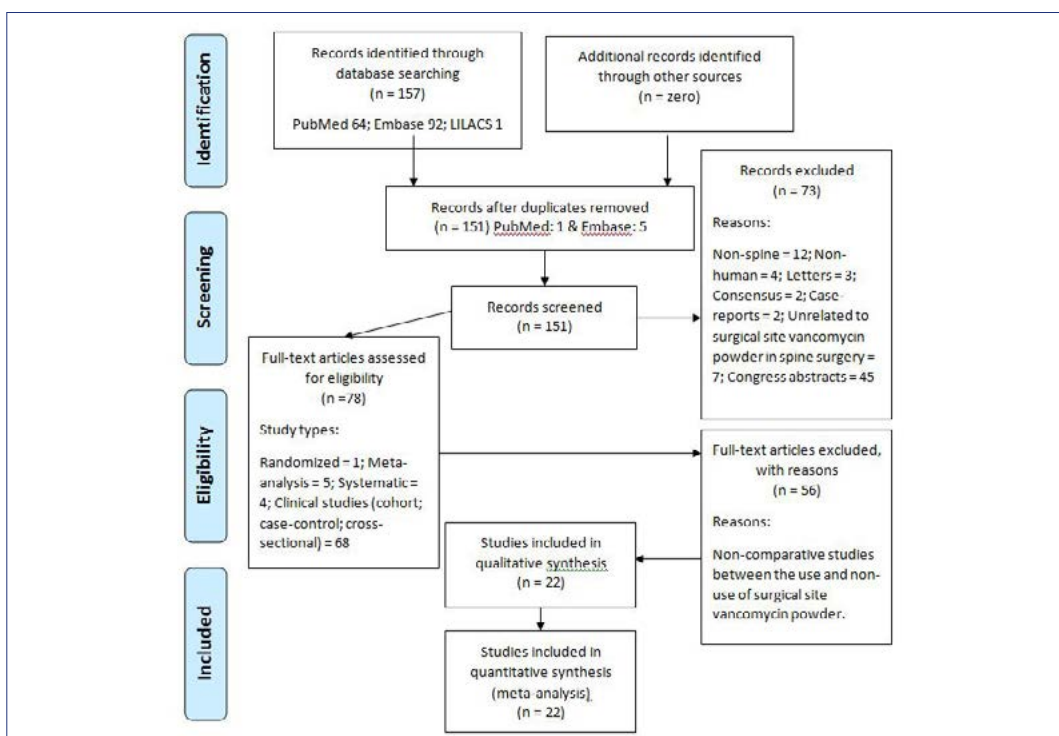 Identification
Records identified through
database searching
(n = 157)
PubMed 64; Embase 92; LILACS 1
Additional records identified
through other sources
(n = zero)
Records after duplicates removed
(n = 151) PubMed: 1 & Embase: 5
Screening
Records screened
(n = 151)
Records excluded
(n = 73)
Reasons:
Non-spine = 12; Non-
human = 4; Letters = 3;
Consensus = 2; Case-
reports = 2; Unrelated to
surgical site vancomycin
powder in spine surgery =
7; Congress abstracts = 45
Eligibility
Full-text articles assessed
for eligibility
(n =78)
Study types:
Randomized = 1; Meta-
analysis = 5; Systematic =
4; Clinical studies (cohort;
case-control; cross-
sectional) = 68
Full-text articles excluded,
with reasons
(n = 56)
Reasons:
Non-comparative studies
between the use and non-
use of surgical site
vancomycin powder.
Included
Studies included in
qualitative synthesis
(n = 22)
Studies included in
quantitative synthesis
(meta-analysis)
(n = 22)